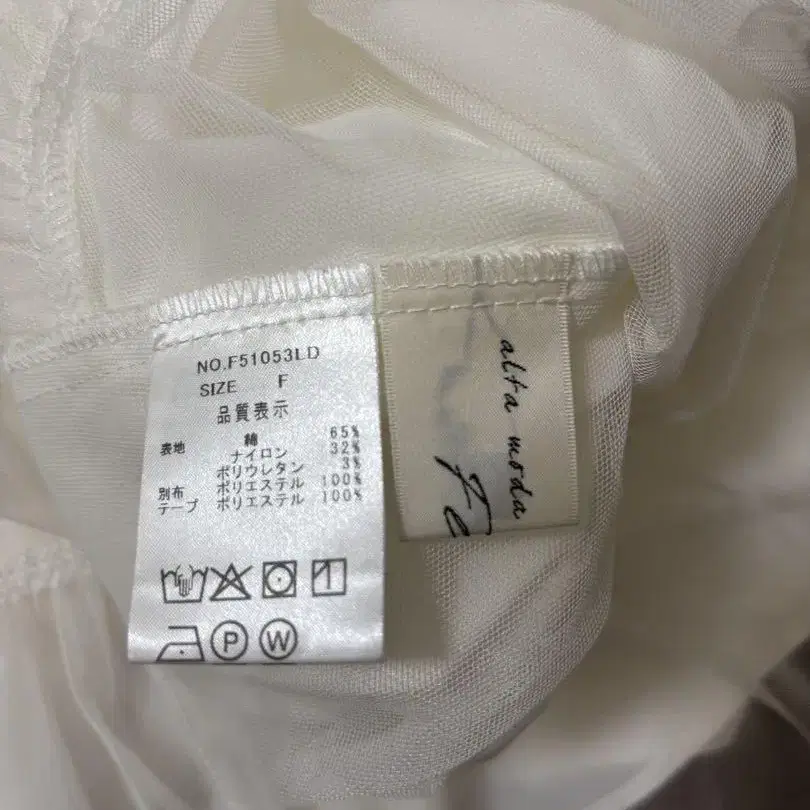 NO.F51053LD
SIZE F
品質表示
表地 綿 65%
ナイロン 32%
ポリウレタン 3%
別布 ポリエステル 100%
テープ ポリエステル 100%
P W
alta moda